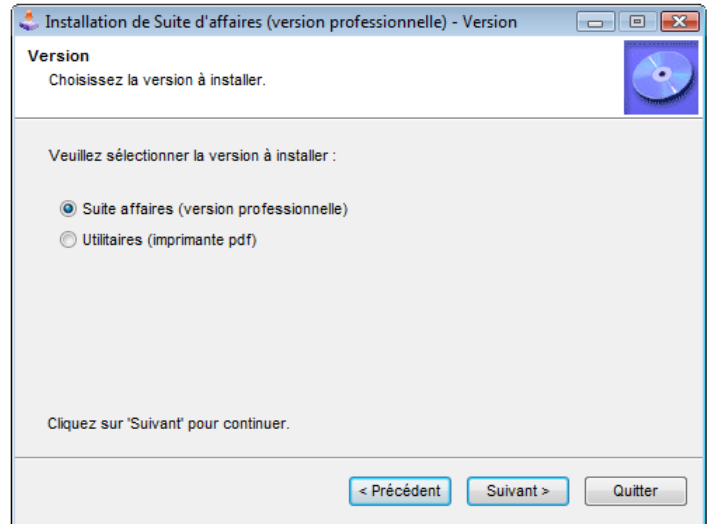 Installation de Suite d'affaires (version professionnelle) - Version
Version
Choisissez la version à installer.
Veuillez sélectionner la version à installer :
Suite affaires (version professionnelle)
Utilitaires (imprimante pdf)
Cliquez sur 'Suivant' pour continuer.
< Précédent Suivant > Quitter